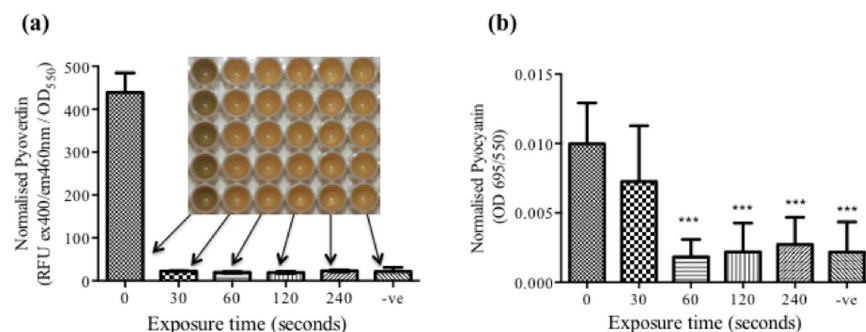 (a)
Normalised Pyoverdin
(RFU ex400/em460nm / OD550)
500
400
300
200
100
0
0 30 60 120 240 -ve
Exposure time (seconds)
(b)
Normalised Pyocyanin
(OD 695/550)
0.015
0.010
0.005
0.000
*** *** *** ***
0 30 60 120 240 -ve
Exposure time (seconds)